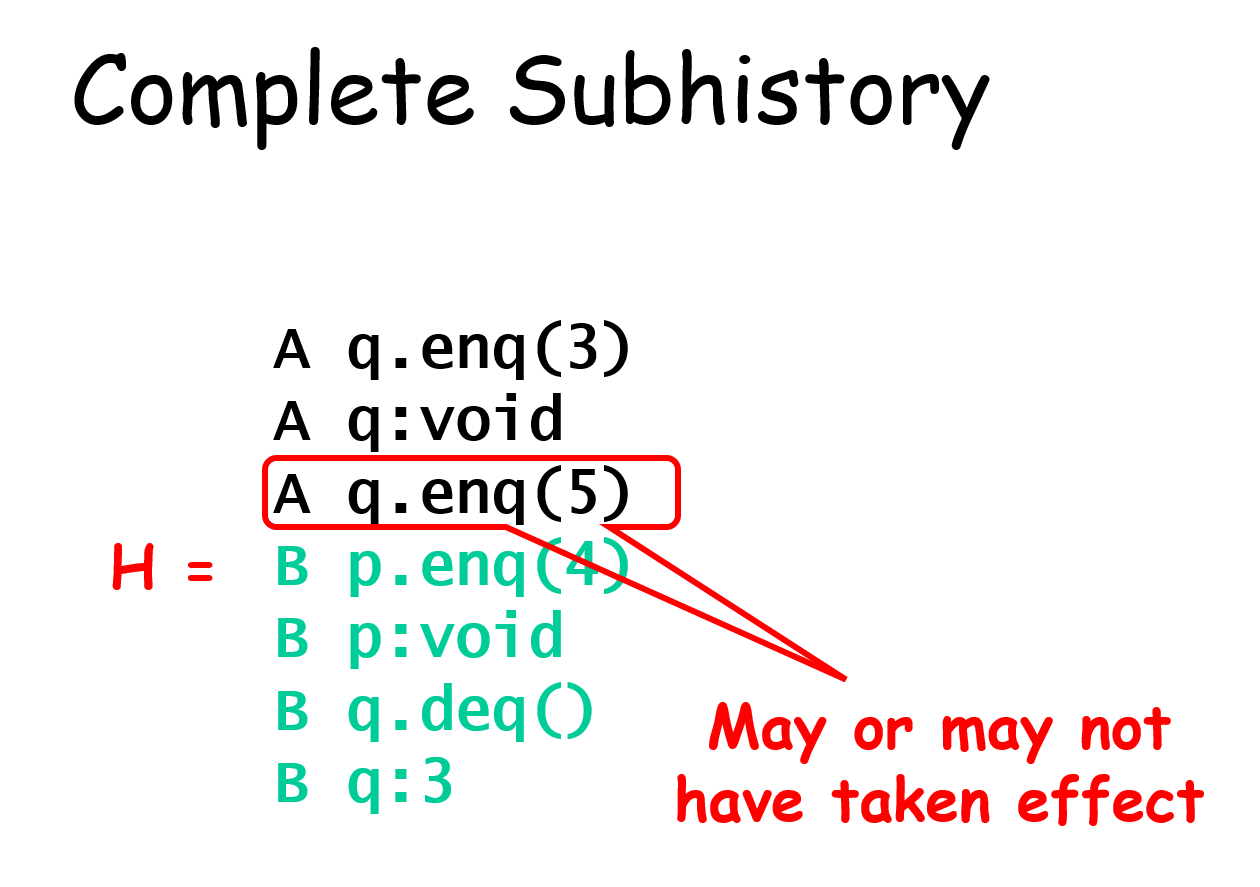 Complete Subhistory
A q.enq(3)
A q:void
A q.enq(5)
H = B p.enq(4)
B p:void
B q.deq()
B q:3
May or may not
have taken effect